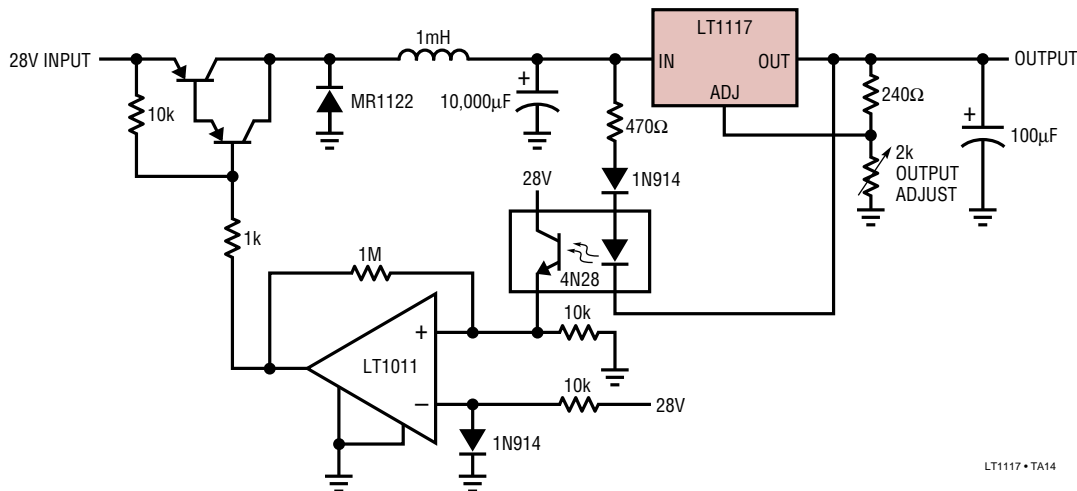 28V INPUT
10k
1k
MR1122
1mH
+
10,000µF
470Ω
1N914
LT1117
IN
OUT
ADJ
OUTPUT
240Ω
2k
OUTPUT
ADJUST
+
100µF
28V
4N28
1M
LT1011
+
–
10k
10k
28V
1N914
LT1117 • TA14